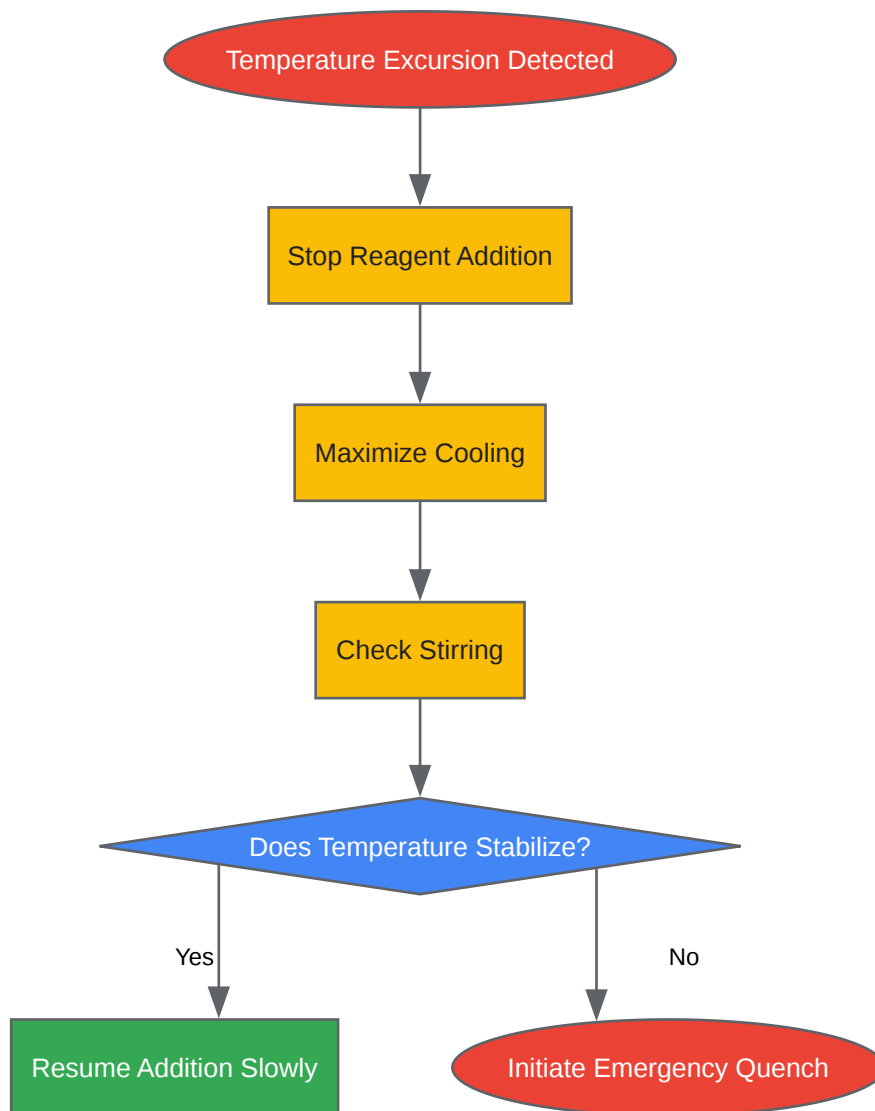 Temperature Excursion Detected
Stop Reagent Addition
Maximize Cooling
Check Stirring
Does Temperature Stabilize?
Yes
No
Resume Addition Slowly
Initiate Emergency Quench